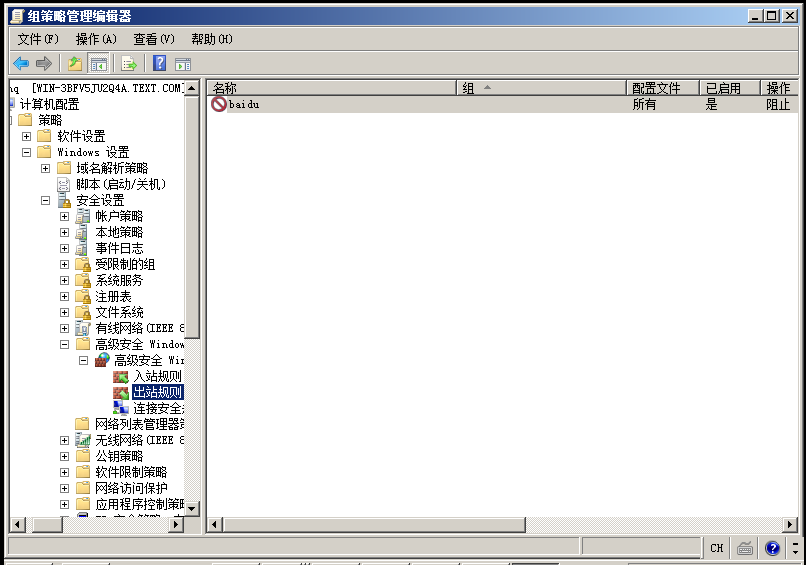 组策略管理编辑器
文件(F) 操作(A) 查看(V) 帮助(H)
[WIN-3BFV5JU2Q4A.TEXT.COM]
计算机配置
策略
软件设置
Windows 设置
域名解析策略
脚本(启动/关机)
安全设置
帐户策略
本地策略
事件日志
受限制的组
系统服务
注册表
文件系统
有线网络(IEEE 8
高级安全 Window
高级安全 Win
入站规则
出站规则
连接安全
网络列表管理器
无线网络(IEEE 8
公钥策略
软件限制策略
网络访问保护
应用程序控制策略
名称 组 配置文件 已启用 操作
baidu 所有 是 阻止
CH